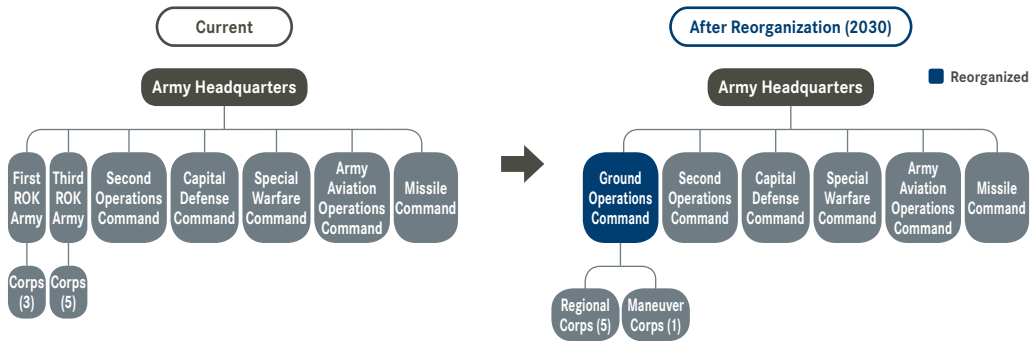 Current
Army Headquarters
First
ROK
Army
Third
ROK
Army
Second
Operations
Command
Capital
Defense
Command
Special
Warfare
Command
Army
Aviation
Operations
Command
Missile
Command
Corps
(3)
Corps
(5)
After Reorganization (2030)
Reorganized
Army Headquarters
Ground
Operations
Command
Second
Operations
Command
Capital
Defense
Command
Special
Warfare
Command
Army
Aviation
Operations
Command
Missile
Command
Regional
Corps (5)
Maneuver
Corps (1)